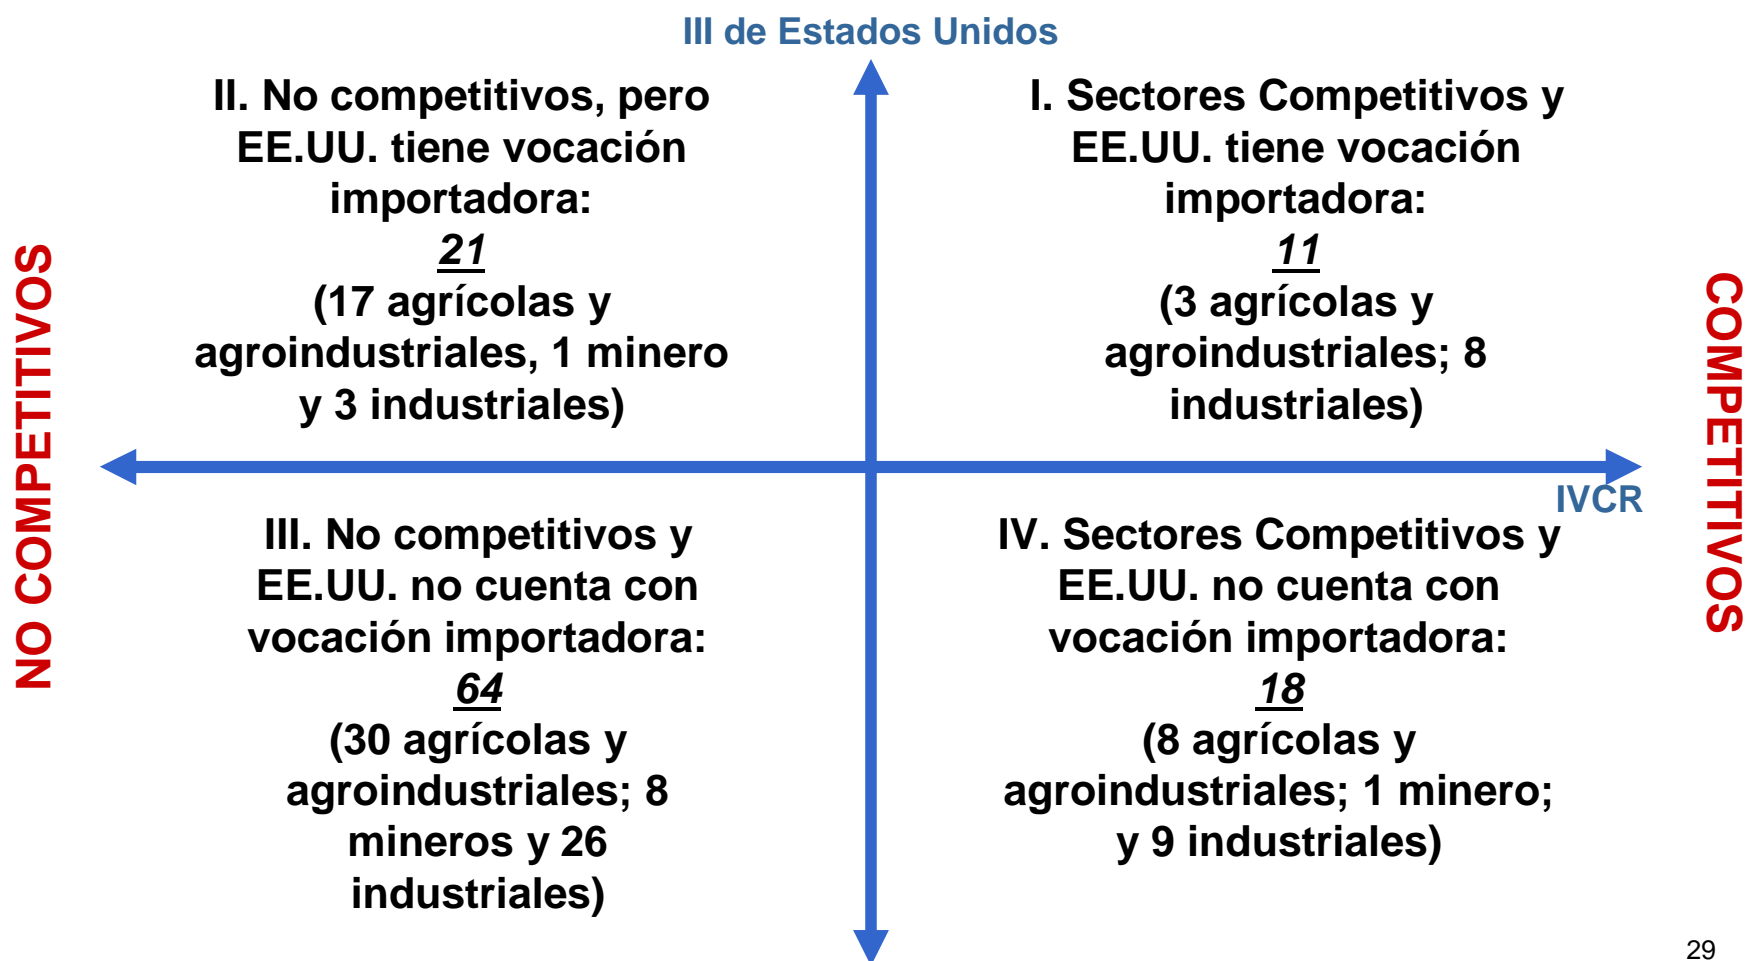 III de Estados Unidos
II. No competitivos, pero
EE.UU. tiene vocación
importadora:
21
(17 agrícolas y
agroindustriales, 1 minero
y 3 industriales)
I. Sectores Competitivos y
EE.UU. tiene vocación
importadora:
11
(3 agrícolas y
agroindustriales; 8
industriales)
NO COMPETITIVOS
COMPETITIVOS
IVCR
III. No competitivos y
EE.UU. no cuenta con
vocación importadora:
64
(30 agrícolas y
agroindustriales; 8
mineros y 26
industriales)
IV. Sectores Competitivos y
EE.UU. no cuenta con
vocación importadora:
18
(8 agrícolas y
agroindustriales; 1 minero;
y 9 industriales)
29